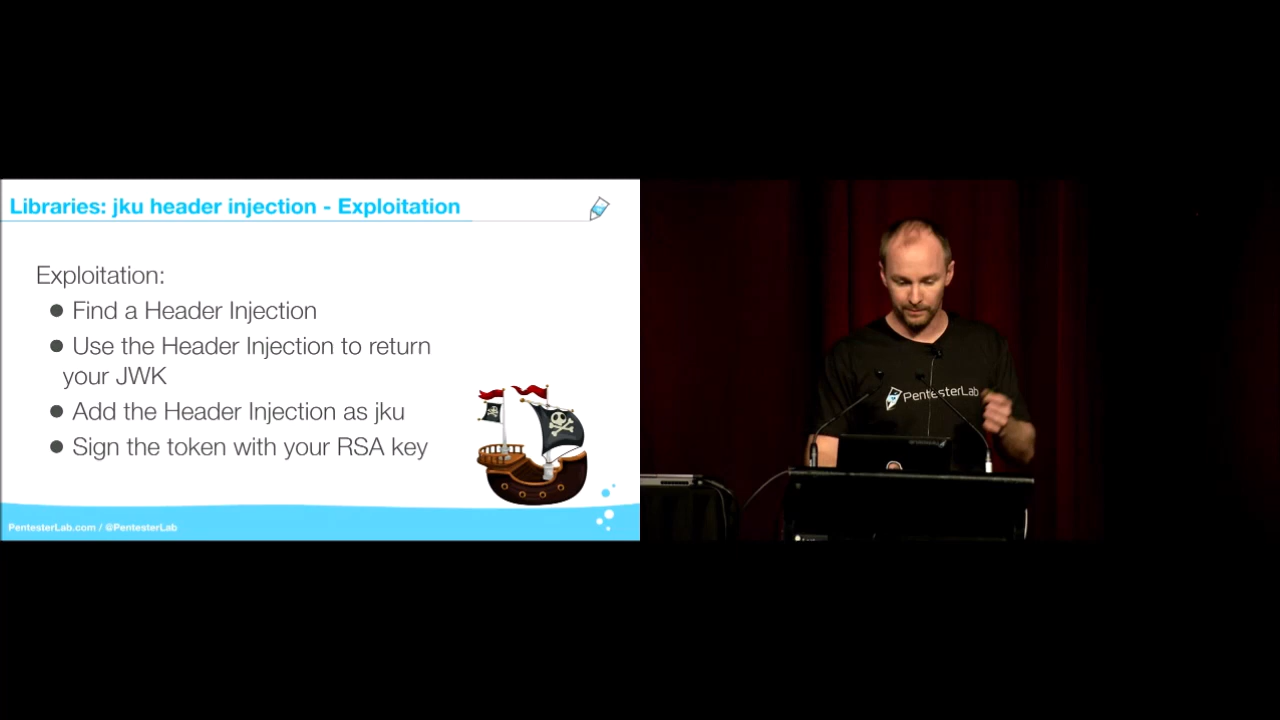 Libraries: jku header injection - Exploitation
Exploitation:
● Find a Header Injection
● Use the Header Injection to return
your JWK
● Add the Header Injection as jku
● Sign the token with your RSA key
PentesterLab.com / @PentesterLab
PentesterLab